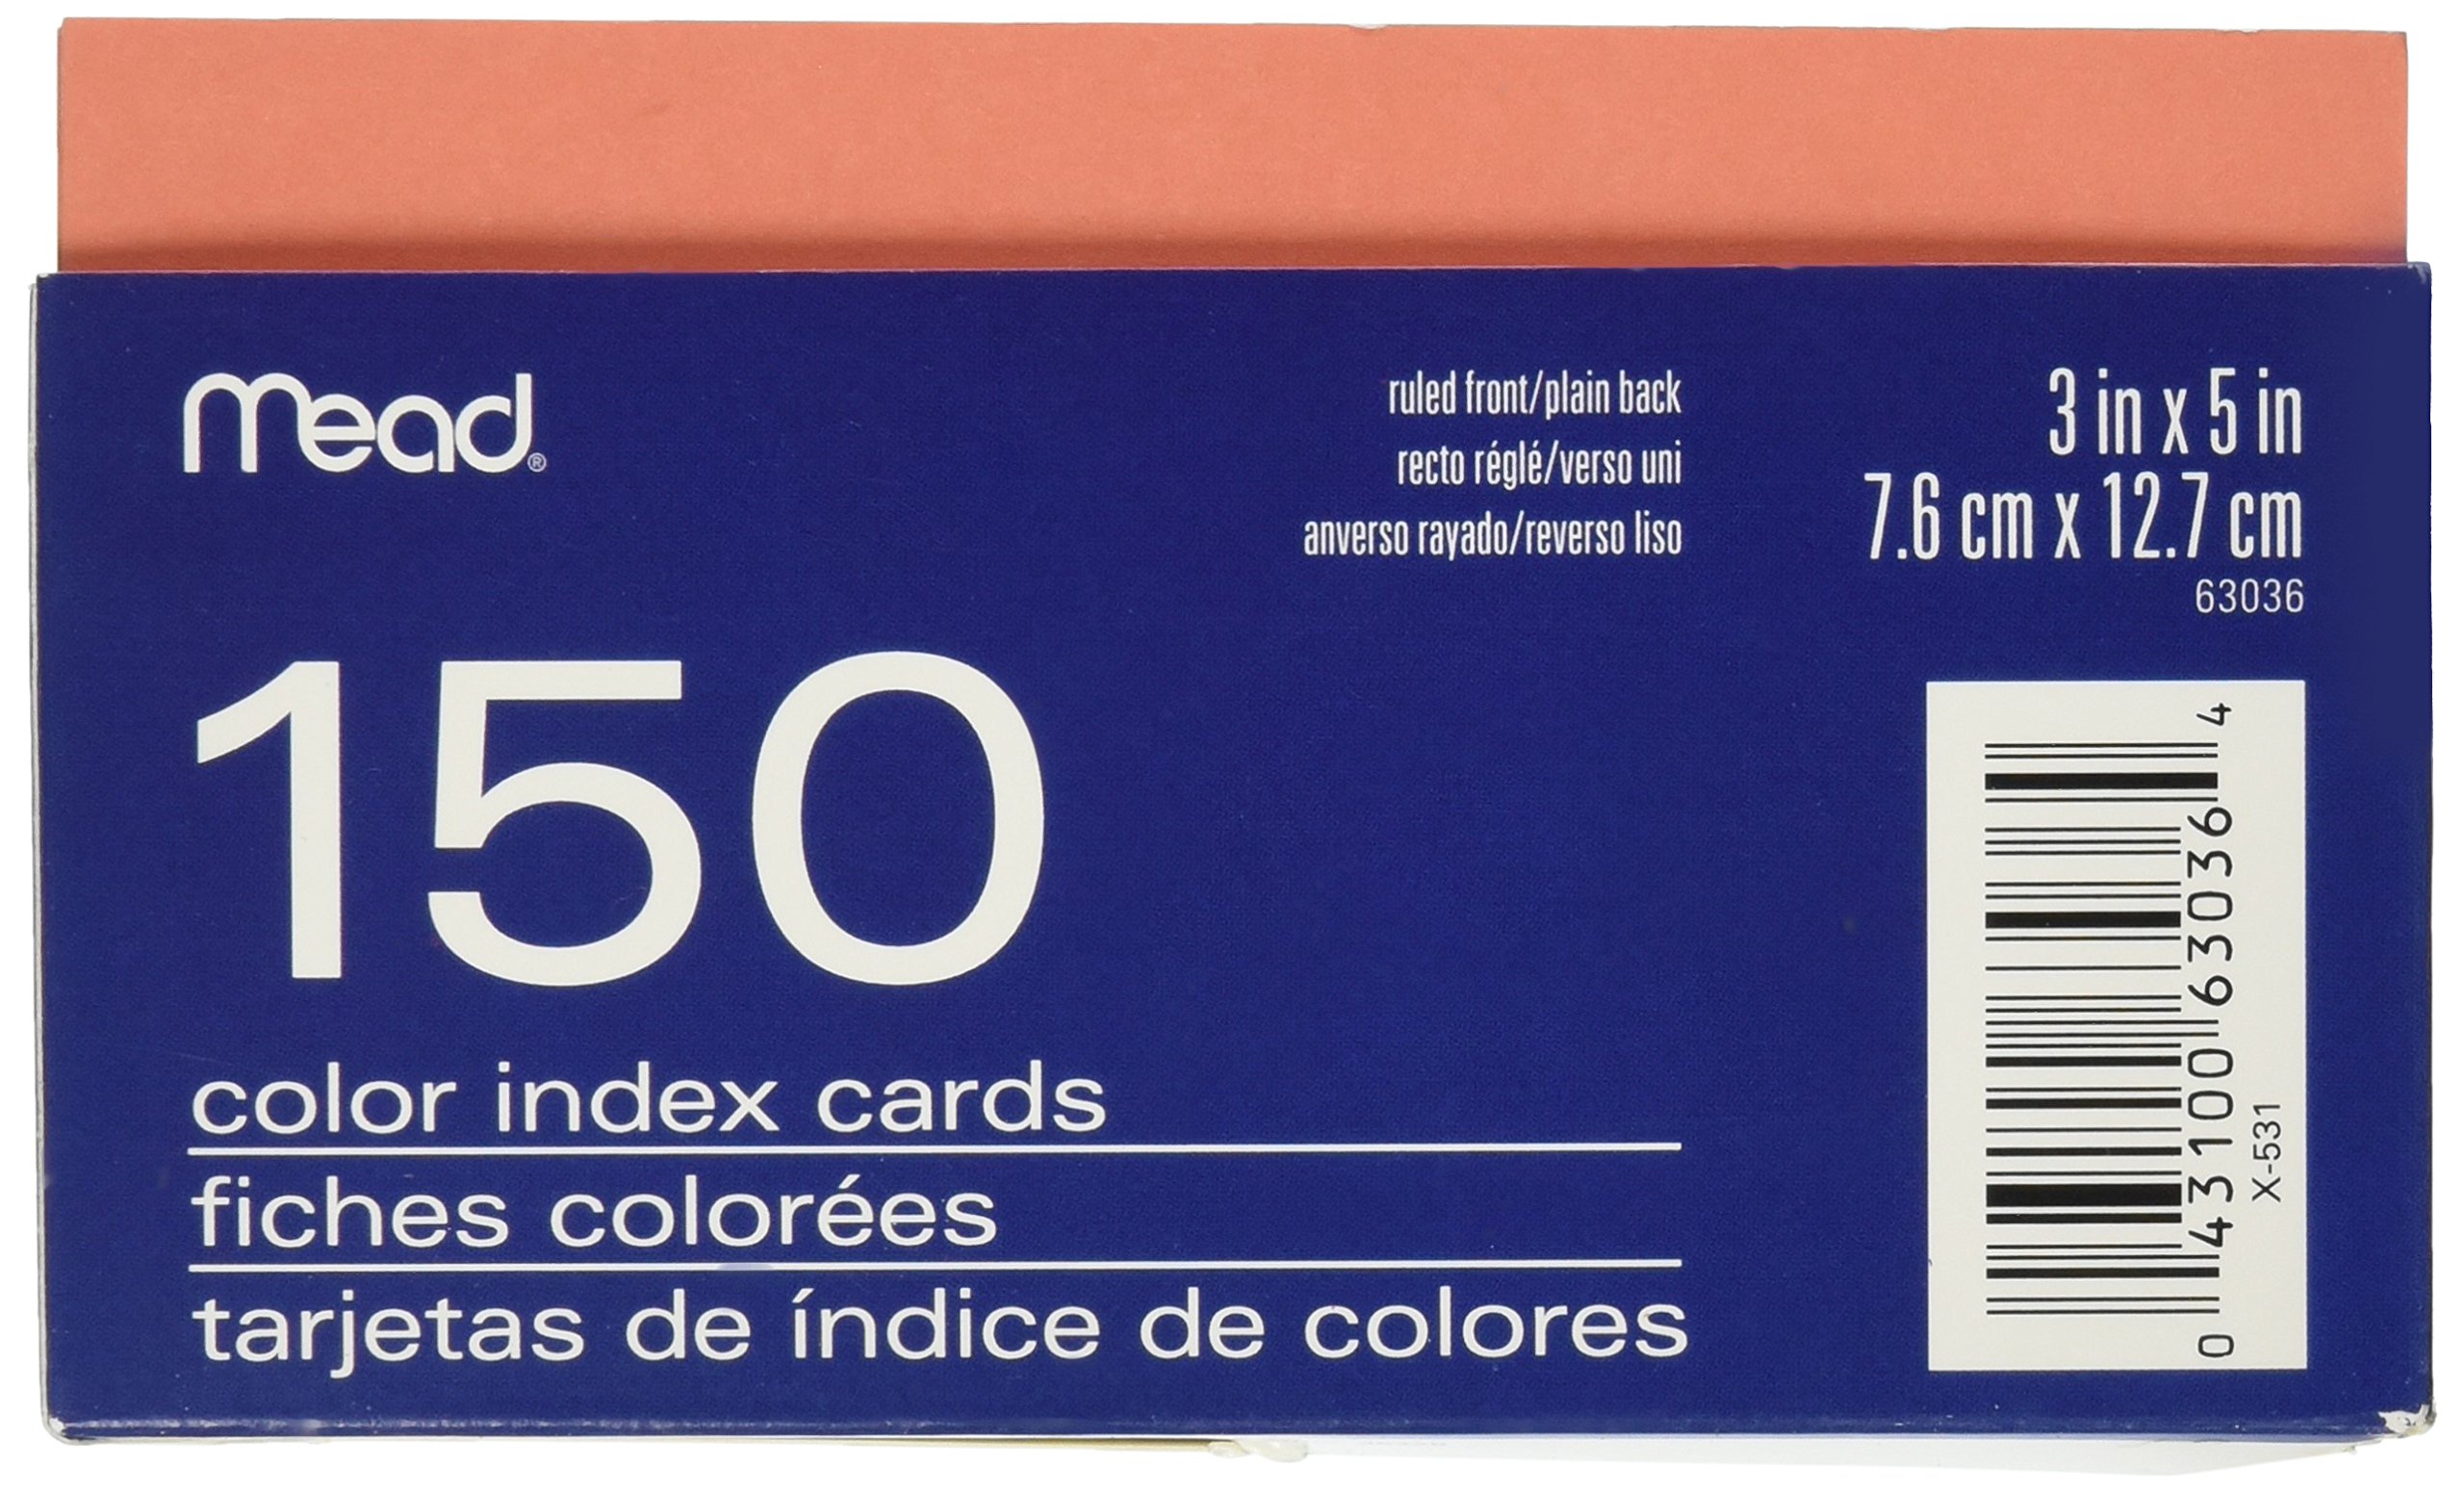 mead®
ruled front/plain back
recto réglé/verso uni
anverso rayado/reverso liso
3 in x 5 in
7.6 cm x 12.7 cm
63036
150
color index cards
fiches colorées
tarjetas de índice de colores
0 43100 63036 4
X-531